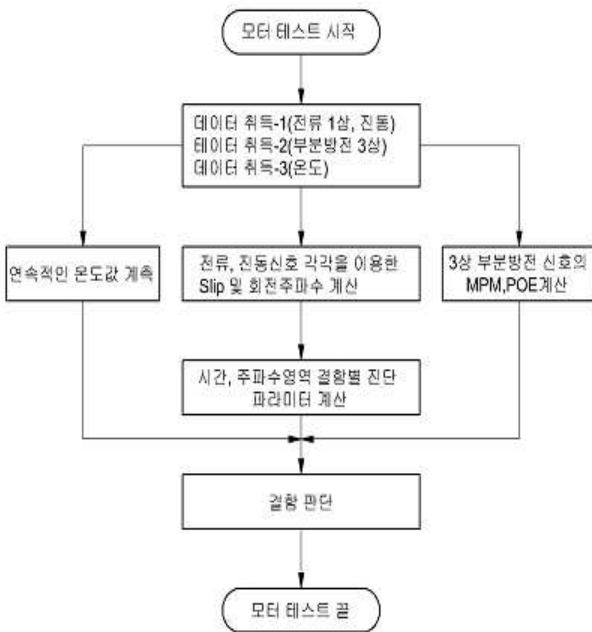 모터 테스트 시작
데이터 취득-1(전류 1상, 진동)
테이터 취득-2(부분방전 3상)
데이터 취득-3(온도)
연속적인 온도값 계측
전류, 진동신호 각각을 이용한
Slip 및 회전주파수 계산
3상 부분방전 신호의
MPM,POE계산
시간, 주파수영역 결함별 진단
파라미터 계산
결함 판단
모터 테스트 끝